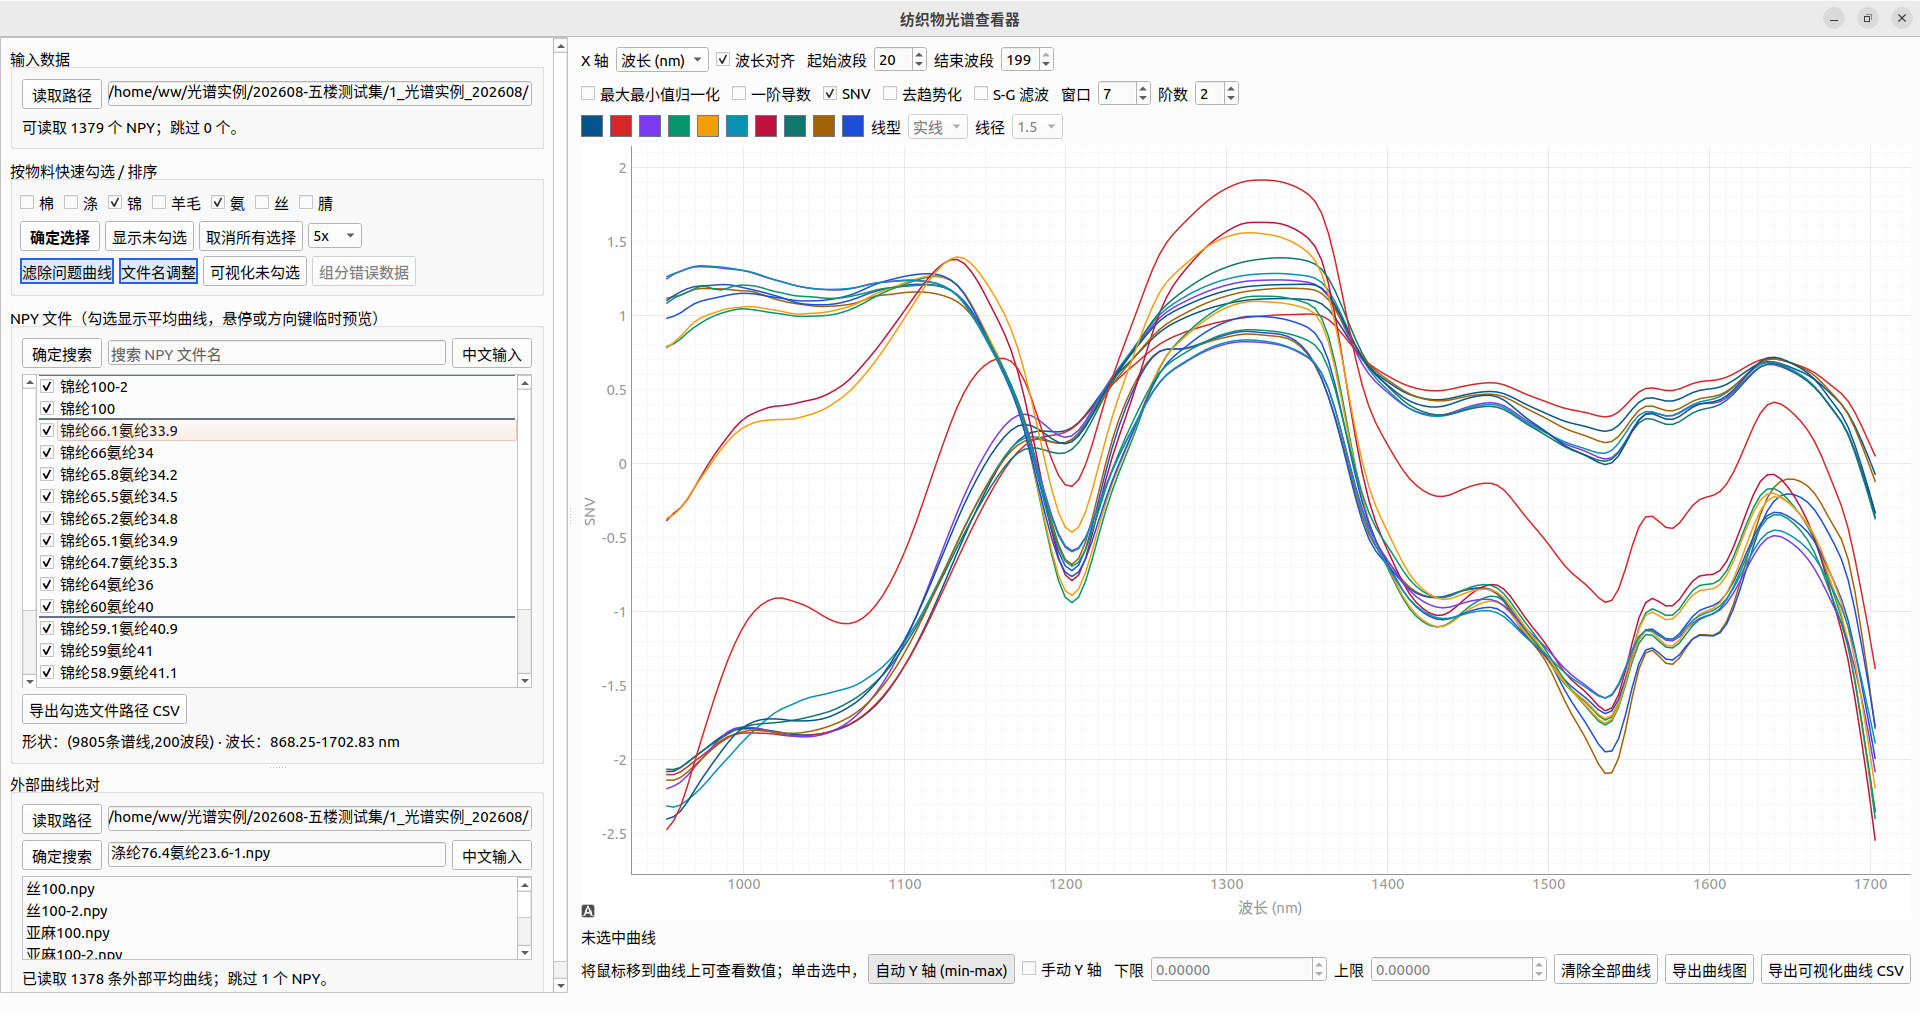 纺织物光谱查看器
输入数据
读取路径 /home/ww/光谱实例/202608-五楼测试集/1_光谱实例_202608/
可读取 1379 个 NPY；跳过 0 个。
按物料快速勾选 / 排序
棉 涤 锦 羊毛 氨 丝 腈
确定选择 显示未勾选 取消所有选择 5x
滤除问题曲线 文件名调整 可视化未勾选 组分错误数据
NPY 文件（勾选显示平均曲线，悬停或方向键临时预览）
确定搜索 搜索 NPY 文件名 中文输入
锦纶100-2
锦纶100
锦纶66.1氨纶33.9
锦纶66氨纶34
锦纶65.8氨纶34.2
锦纶65.5氨纶34.5
锦纶65.2氨纶34.8
锦纶65.1氨纶34.9
锦纶64.7氨纶35.3
锦纶64氨纶36
锦纶60氨纶40
锦纶59.1氨纶40.9
锦纶59氨纶41
锦纶58.9氨纶41.1
导出勾选文件路径 CSV
形状：(9805条谱线,200波段) · 波长：868.25-1702.83 nm
外部曲线比对
读取路径 /home/ww/光谱实例/202608-五楼测试集/1_光谱实例_202608/
确定搜索 涤纶76.4氨纶23.6-1.npy 中文输入
丝100.npy
丝100-2.npy
亚麻100.npy
亚麻100-2.npy
已读取 1378 条外部平均曲线；跳过 1 个 NPY。
X 轴 波长 (nm) 波长对齐 起始波段 20 结束波段 199
最大最小值归一化 一阶导数 SNV 去趋势化 S-G 滤波 窗口 7 阶数 2
线型 实线 线径 1.5
2
1.5
1
0.5
0
-0.5
-1
-1.5
-2
-2.5
SNV
1000 1100 1200 1300 1400 1500 1600 1700
波长 (nm)
A
未选中曲线
将鼠标移到曲线上可查看数值；单击选中， 自动 Y 轴 (min-max) 手动 Y 轴 下限 0.00000 上限 0.00000 清除全部曲线 导出曲线图 导出可视化曲线 CSV